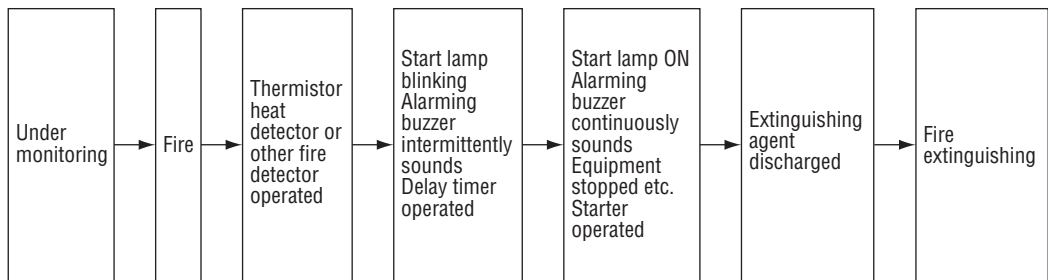 Under
monitoring
Fire
Thermistor
heat
detector or
other fire
detector
operated
Start lamp
blinking
Alarming
buzzer
intermittently
sounds
Delay timer
operated
Start lamp ON
Alarming
buzzer
continuously
sounds
Equipment
stopped etc.
Starter
operated
Extinguishing
agent
discharged
Fire
extinguishing